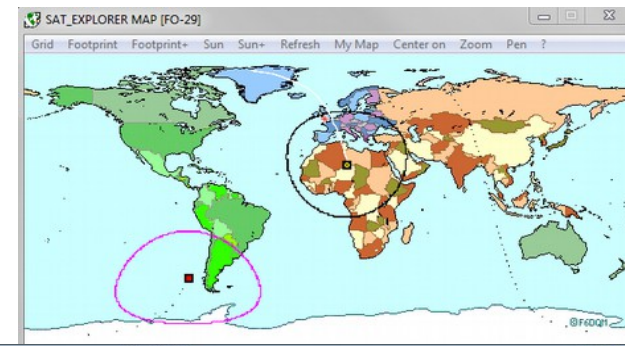 SAT_EXPLORER MAP [FO-29]
Grid Footprint Footprint+ Sun Sun+ Refresh My Map Center on Zoom Pen ?
©F6DQM